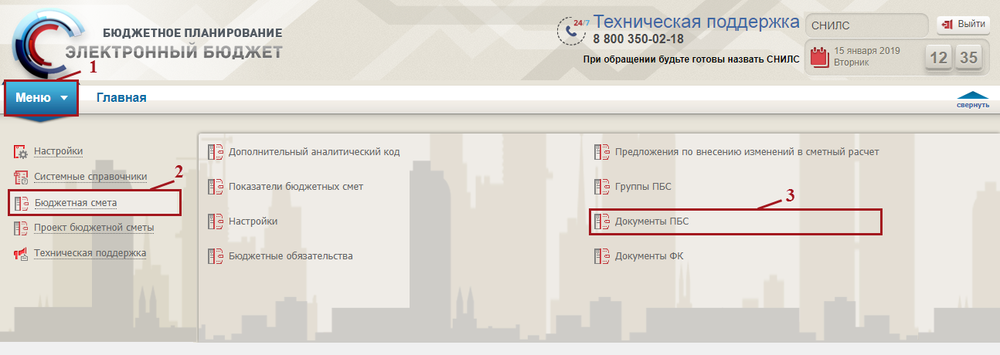 БЮДЖЕТНОЕ ПЛАНИРОВАНИЕ
ЭЛЕКТРОННЫЙ БЮДЖЕТ
24/7
Техническая поддержка
8 800 350-02-18
При обращении будьте готовы назвать СНИЛС
СНИЛС
Выйти
15 января 2019
Вторник
12 35
1
Меню
Главная
свернуть
Настройки
Системные справочники
2
Бюджетная смета
Проект бюджетной сметы
Техническая поддержка
Дополнительный аналитический код
Показатели бюджетных смет
Настройки
Бюджетные обязательства
Предложения по внесению изменений в сметный расчет
Группы ПБС
3
Документы ПБС
Документы ФК